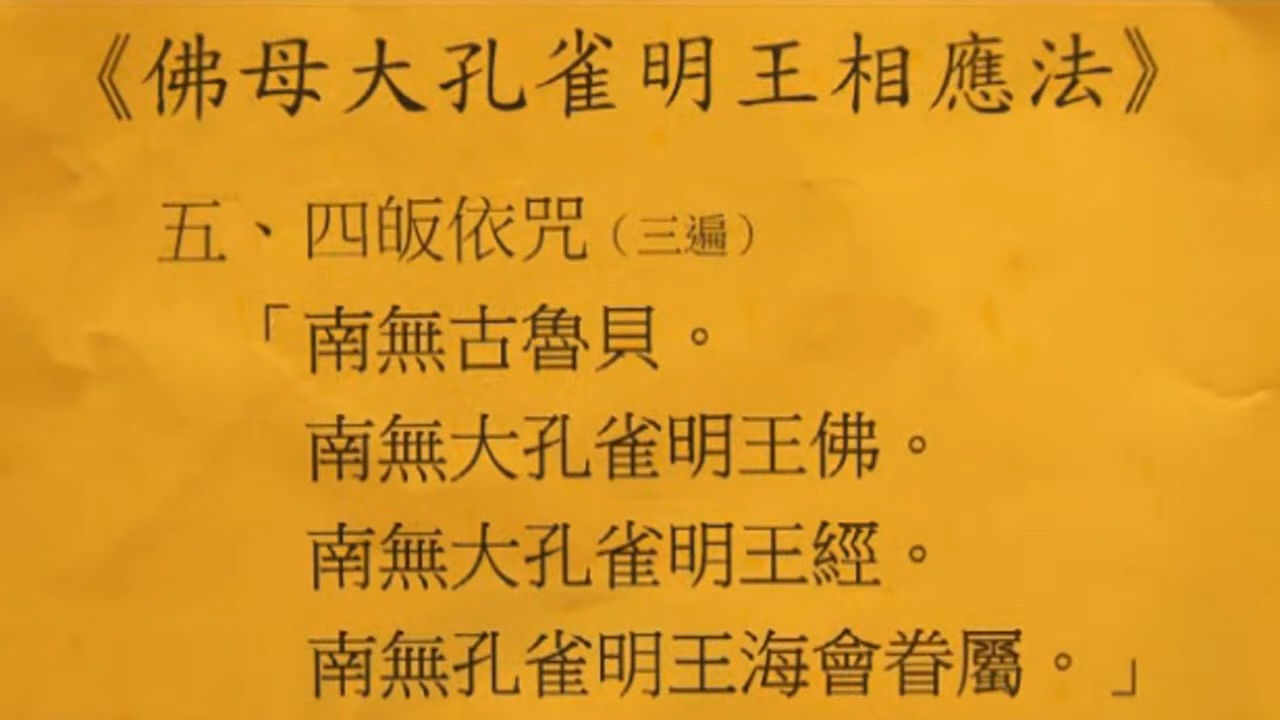 《佛母大孔雀明王相應法》
五、四皈依咒（三遍）
「南無古魯貝。
南無大孔雀明王佛。
南無大孔雀明王經。
南無孔雀明王海會眷屬。」